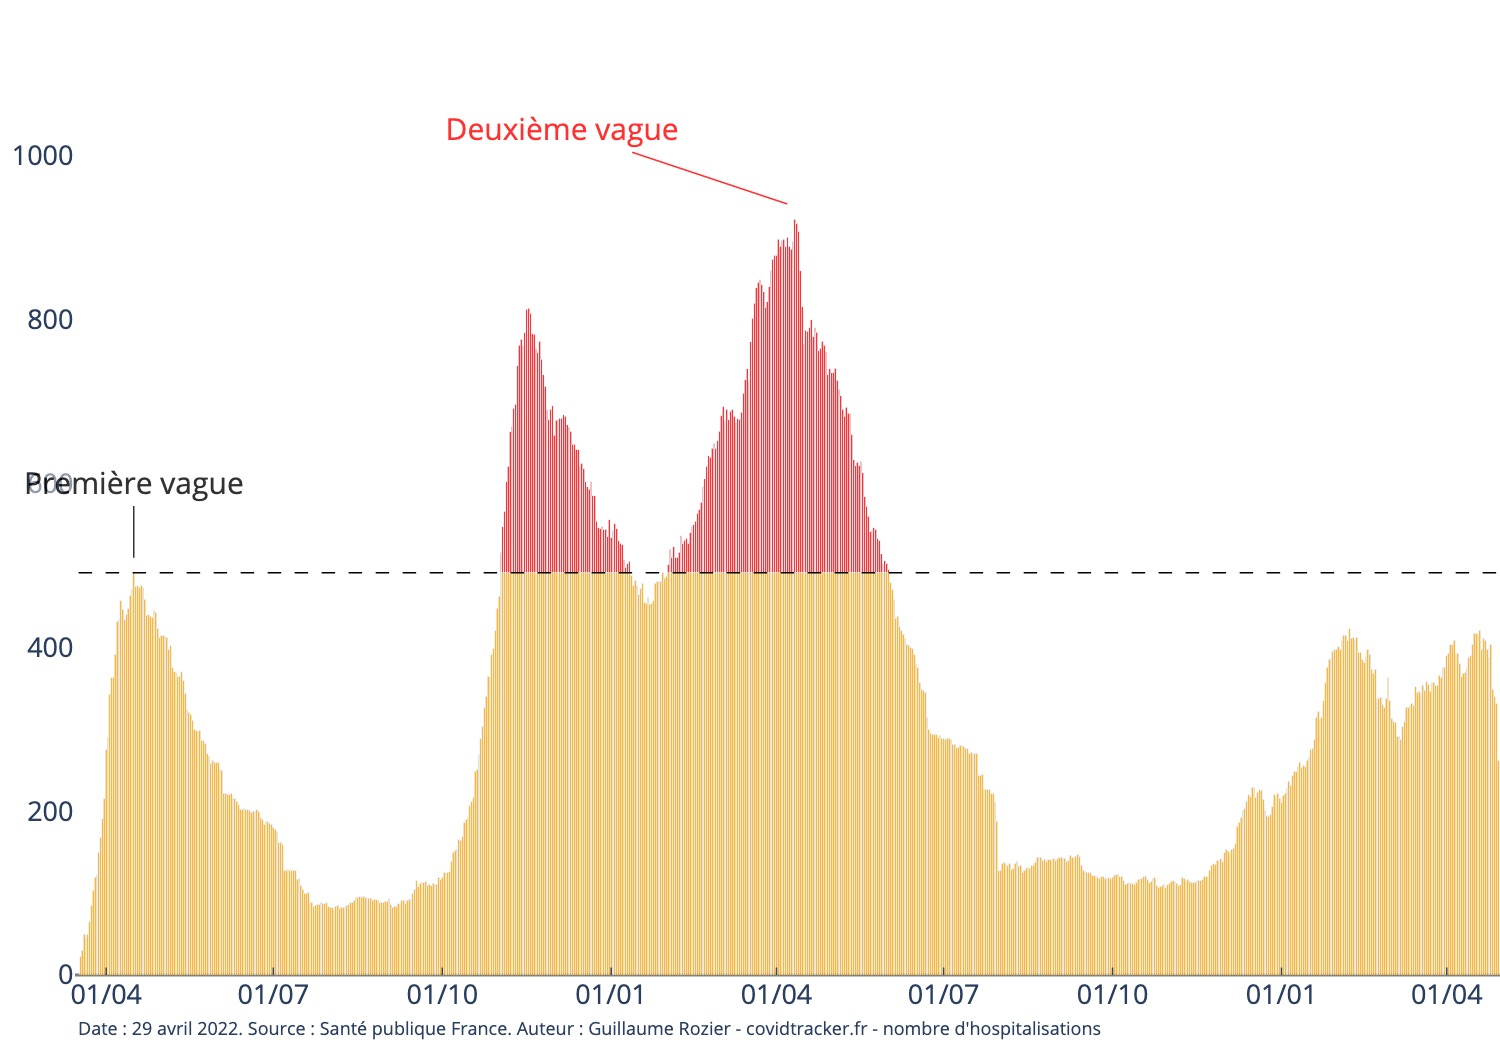 Deuxième vague
1000
800
600
Première vague
400
200
0
01/04 01/07 01/10 01/01 01/04 01/07 01/10 01/01 01/04
Date : 29 avril 2022. Source : Santé publique France. Auteur : Guillaume Rozier - covidtracker.fr - nombre d'hospitalisations